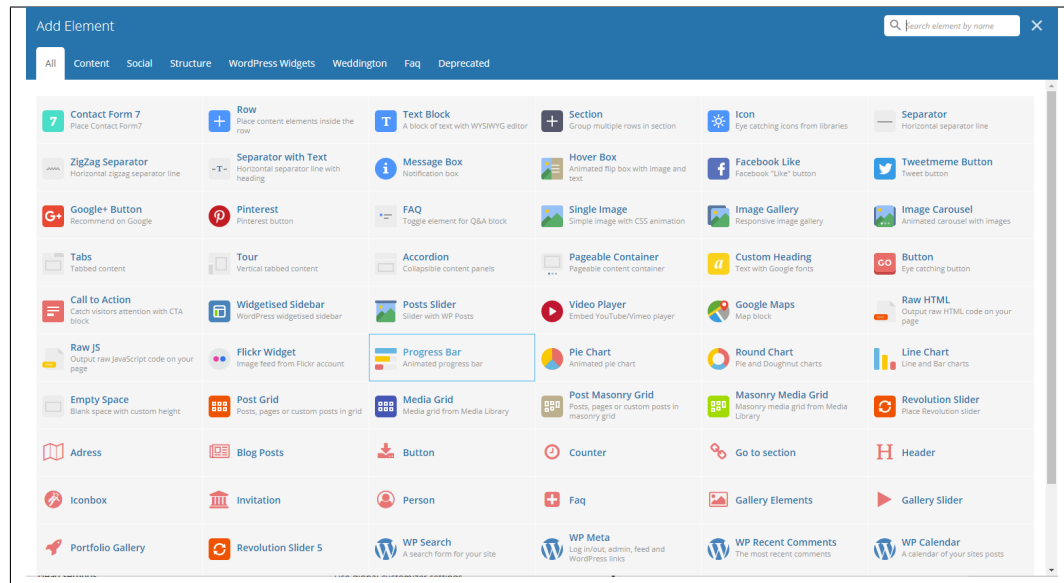 Add Element
Search element by name
All Content Social Structure WordPress Widgets Weddington Faq Deprecated
Contact Form 7
Place Contact Form7
Row
Place content elements inside the
row
Text Block
A block of text with WYSIWYG editor
Section
Group multiple rows in section
Icon
Eye catching icons from libraries
Separator
Horizontal separator line
ZigZag Separator
Horizontal zigzag separator line
Separator with Text
Horizontal separator line with
heading
Message Box
Notification box
Hover Box
Animated flip box with image and
text
Facebook Like
Facebook "Like" button
Tweetmeme Button
Tweet button
Google+ Button
Recommend on Google
Pinterest
Pinterest button
FAQ
Toggle element for Q&A block
Single Image
Simple image with CSS animation
Image Gallery
Responsive image gallery
Image Carousel
Animated carousel with images
Tabs
Tabbed content
Tour
Vertical tabbed content
Accordion
Collapsible content panels
Pageable Container
Pageable content container
Custom Heading
Text with Google fonts
Button
Eye catching button
Call to Action
Catch visitors attention with CTA
block
Widgetised Sidebar
WordPress widgetised sidebar
Posts Slider
Slider with WP Posts
Video Player
Embed YouTube/Vimeo player
Google Maps
Map block
Raw HTML
Output raw HTML code on your
page
Raw JS
Output raw JavaScript code on your
page
Flickr Widget
Image feed from Flickr account
Progress Bar
Animated progress bar
Pie Chart
Animated pie chart
Round Chart
Pie and Doughnut charts
Line Chart
Line and Bar charts
Empty Space
Blank space with custom height
Post Grid
Posts, pages or custom posts in grid
Media Grid
Media grid from Media Library
Post Masonry Grid
Posts, pages or custom posts in
masonry grid
Masonry Media Grid
Masonry media grid from Media
Library
Revolution Slider
Place Revolution slider
Adress
Blog Posts
Button
Counter
Go to section
Header
Iconbox
Invitation
Person
Faq
Gallery Elements
Gallery Slider
Portfolio Gallery
Revolution Slider 5
WP Search
A search form for your site
WP Meta
Log in/out, admin, feed and
WordPress links
WP Recent Comments
The most recent comments
WP Calendar
A calendar of your sites posts